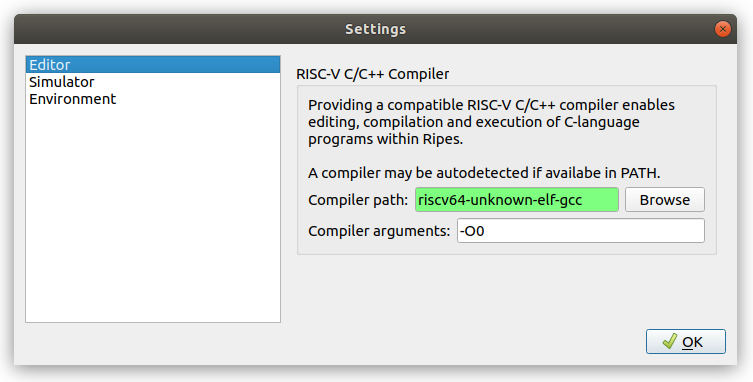 Settings
Editor
Simulator
Environment
RISC-V C/C++ Compiler
Providing a compatible RISC-V C/C++ compiler enables
editing, compilation and execution of C-language
programs within Ripes.
A compiler may be autodetected if availabe in PATH.
Compiler path: riscv64-unknown-elf-gcc Browse
Compiler arguments: -O0
OK